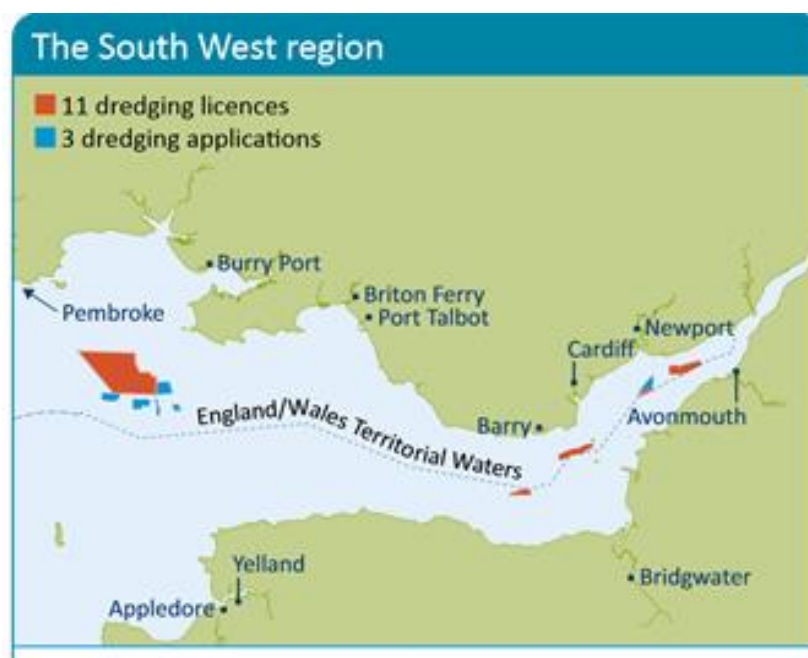 The South West region
11 dredging licences
3 dredging applications
Burry Port
Pembroke
Briton Ferry
Port Talbot
Newport
Cardiff
Avonmouth
Barry
England/Wales Territorial Waters
Yelland
Appledore
Bridgwater